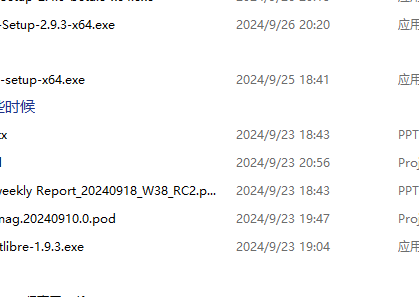 -Setup-2.9.3-x64.exe 2024/9/26 20:20 应用
-setup-x64.exe 2024/9/25 18:41 应用
些时候
tx 2024/9/23 18:43 PPT
2024/9/23 20:56 Proj
weekly Report_20240918_W38_RC2.p... 2024/9/23 18:43 PPT
mag.20240910.0.pod 2024/9/23 19:47 Proj
tlibre-1.9.3.exe 2024/9/23 19:04 应用